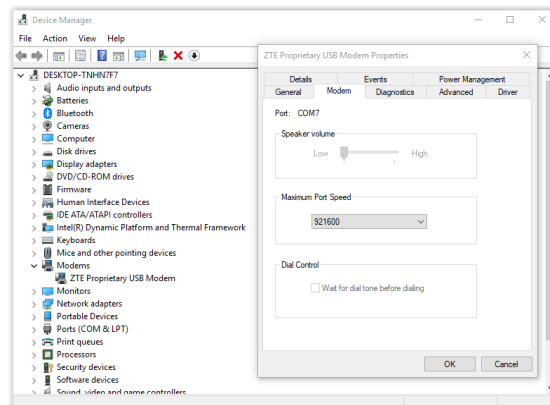 Device Manager
File Action View Help
DESKTOP-TNHN7F7
Audio inputs and outputs
Batteries
Bluetooth
Cameras
Computer
Disk drives
Display adapters
DVD/CD-ROM drives
Firmware
Human Interface Devices
IDE ATA/ATAPI controllers
Intel(R) Dynamic Platform and Thermal Framework
Keyboards
Mice and other pointing devices
Modems
ZTE Proprietary USB Modem
Monitors
Network adapters
Portable Devices
Ports (COM & LPT)
Print queues
Processors
Security devices
Software devices
Sound, video and game controllers
ZTE Proprietary USB Modem Properties
Details Events Power Management
General Modem Diagnostics Advanced Driver
Port: COM7
Speaker volume
Low High
Maximum Port Speed
921600
Dial Control
Wait for dial tone before dialing
OK Cancel